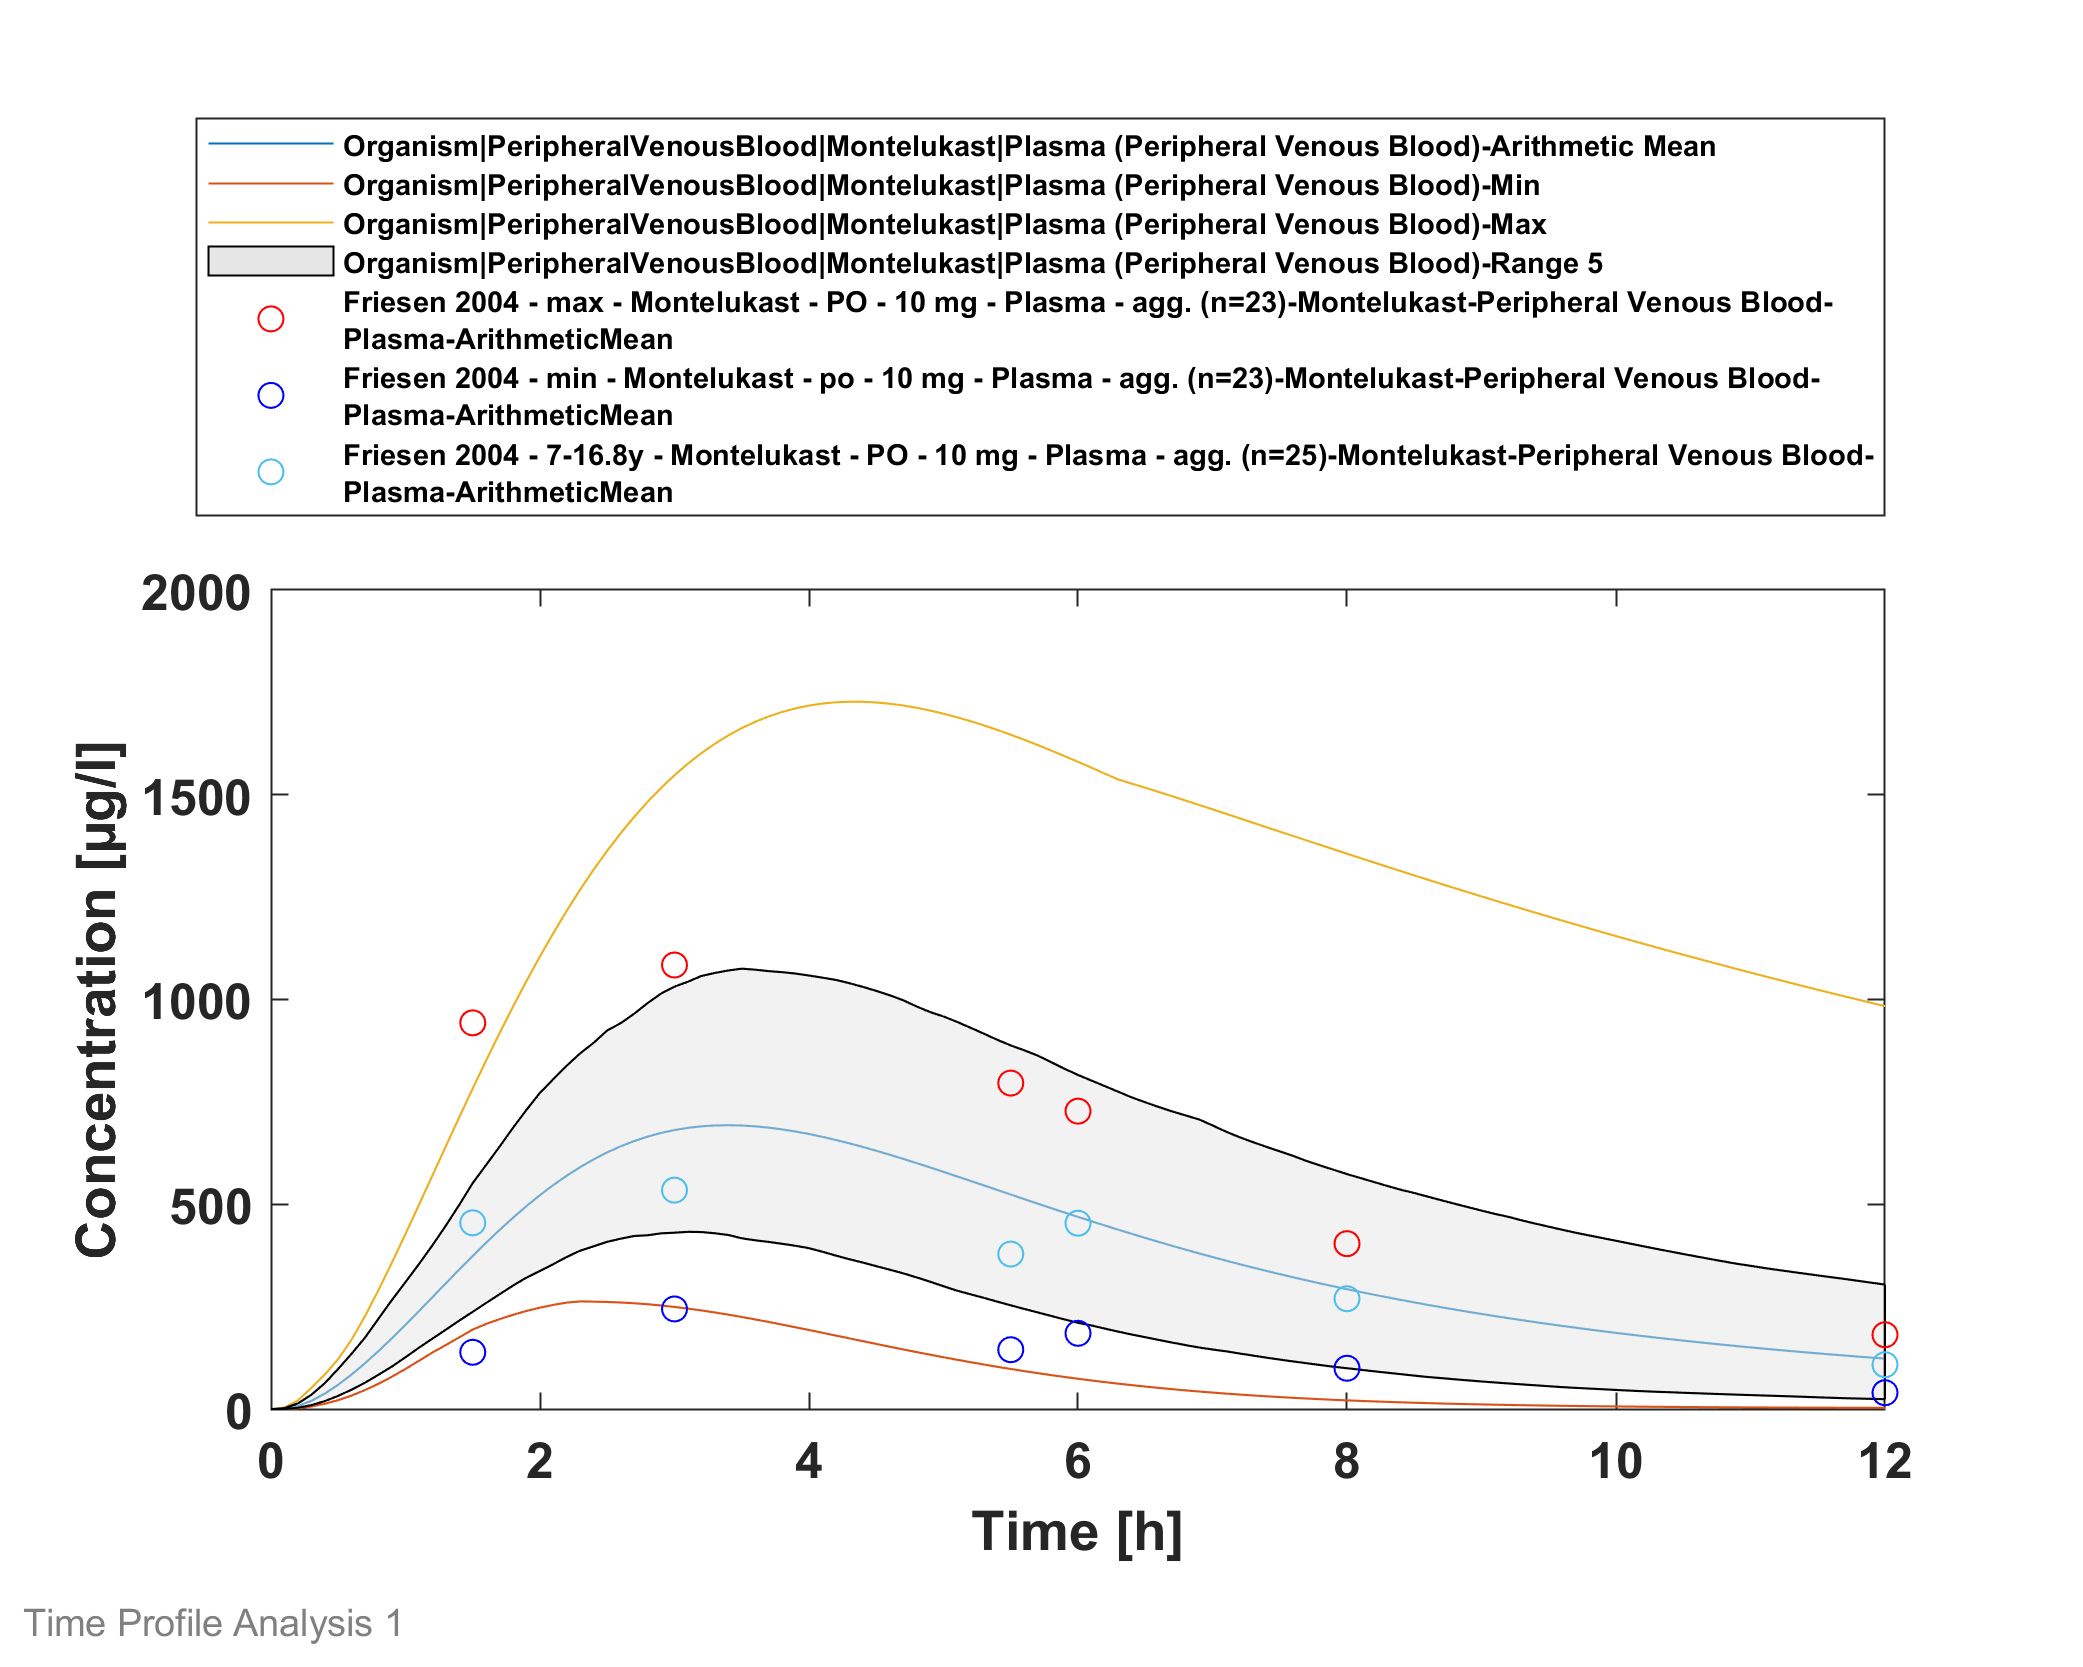 Organism|PeripheralVenousBlood|Montelukast|Plasma (Peripheral Venous Blood)-Arithmetic Mean
Organism|PeripheralVenousBlood|Montelukast|Plasma (Peripheral Venous Blood)-Min
Organism|PeripheralVenousBlood|Montelukast|Plasma (Peripheral Venous Blood)-Max
Organism|PeripheralVenousBlood|Montelukast|Plasma (Peripheral Venous Blood)-Range 5
Friesen 2004 - max - Montelukast - PO - 10 mg - Plasma - agg. (n=23)-Montelukast-Peripheral Venous Blood-
Plasma-ArithmeticMean
Friesen 2004 - min - Montelukast - po - 10 mg - Plasma - agg. (n=23)-Montelukast-Peripheral Venous Blood-
Plasma-ArithmeticMean
Friesen 2004 - 7-16.8y - Montelukast - PO - 10 mg - Plasma - agg. (n=25)-Montelukast-Peripheral Venous Blood-
Plasma-ArithmeticMean
2000
1500
1000
500
0
Concentration [µg/l]
0 2 4 6 8 10 12
Time [h]
Time Profile Analysis 1